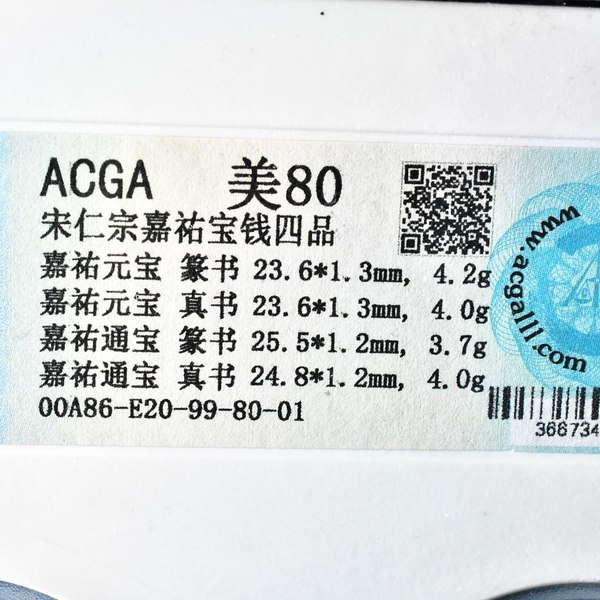 ACGA 美80
宋仁宗嘉祐宝钱四品
嘉祐元宝 篆书 23.6*1.3mm, 4.2g
嘉祐元宝 真书 23.6*1.3mm, 4.0g
嘉祐通宝 篆书 25.5*1.2mm, 3.7g
嘉祐通宝 真书 24.8*1.2mm, 4.0g
00A86-E20-99-80-01
www.acgalll.com
366734